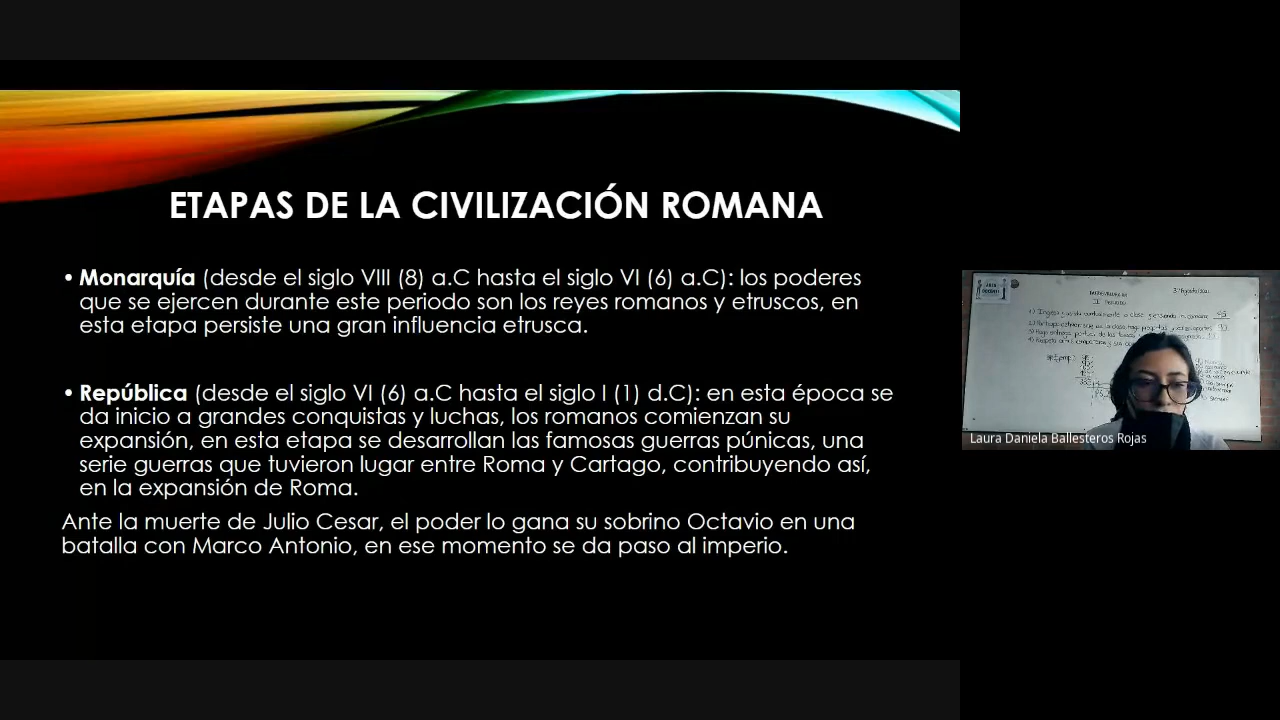 ETAPAS DE LA CIVILIZACIÓN ROMANA
• Monarquía (desde el siglo VIII (8) a.C hasta el siglo VI (6) a.C): los poderes
que se ejercen durante este periodo son los reyes romanos y etruscos, en
esta etapa persiste una gran influencia etrusca.
• República (desde el siglo VI (6) a.C hasta el siglo I (1) d.C): en esta época se
da inicio a grandes conquistas y luchas, los romanos comienzan su
expansión, en esta etapa se desarrollan las famosas guerras púnicas, una
serie guerras que tuvieron lugar entre Roma y Cartago, contribuyendo así,
en la expansión de Roma.
Ante la muerte de Julio Cesar, el poder lo gana su sobrino Octavio en una
batalla con Marco Antonio, en ese momento se da paso al imperio.
Laura Daniela Ballesteros Rojas